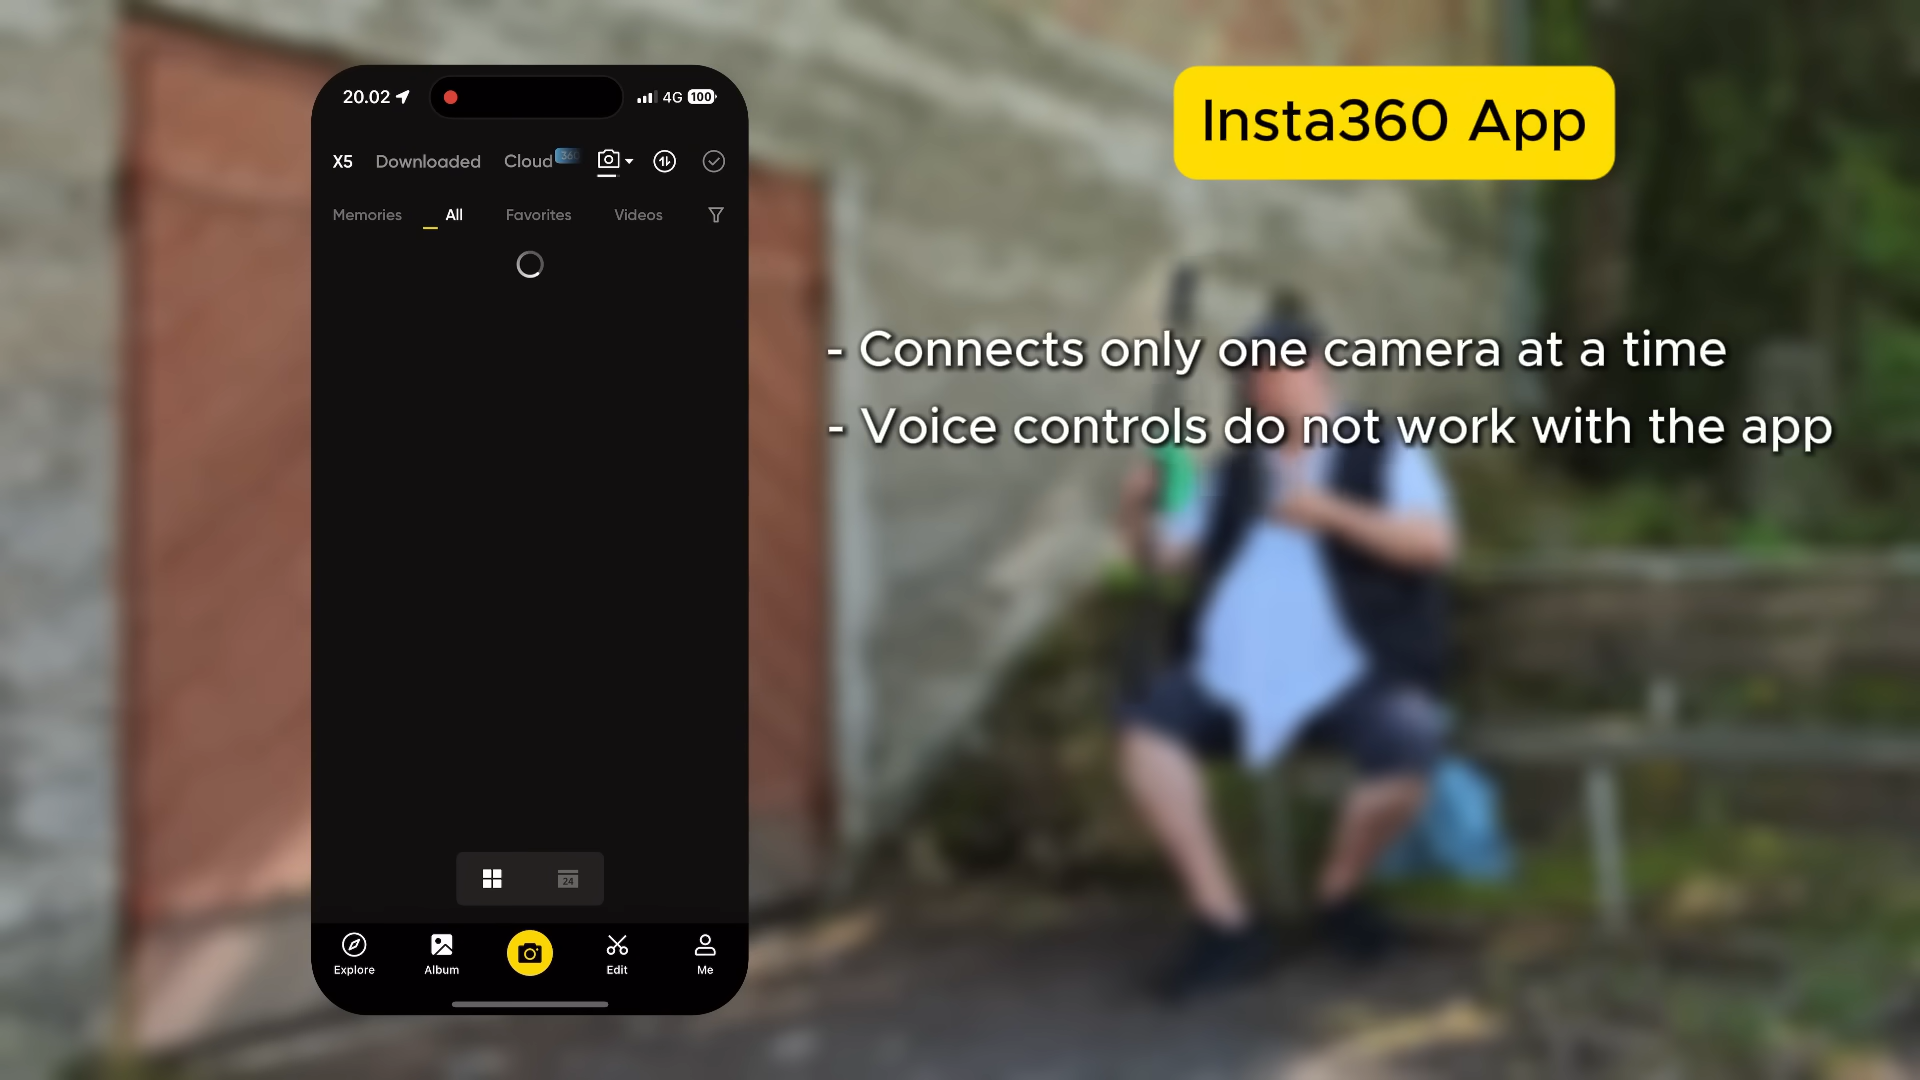 20.02 4G 100
X5 Downloaded Cloud 360
Memories All Favorites Videos
24
Explore Album Edit Me
Insta360 App
- Connects only one camera at a time
- Voice controls do not work with the app